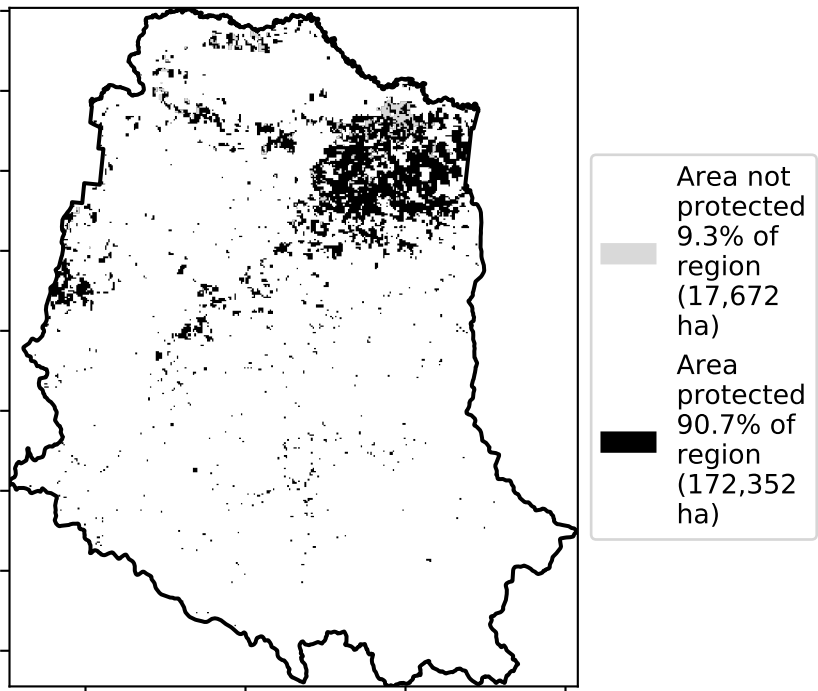 Area not
protected
9.3% of
region
(17,672
ha)
Area
protected
90.7% of
region
(172,352
ha)